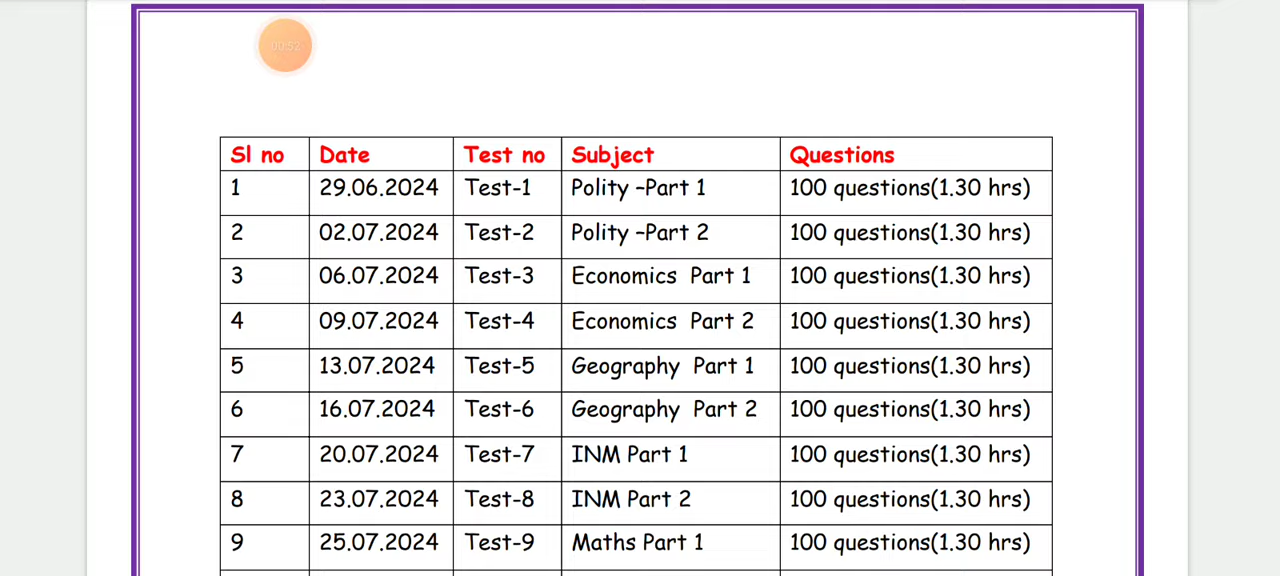 00:52
Sl no Date Test no Subject Questions
1 29.06.2024 Test-1 Polity –Part 1 100 questions(1.30 hrs)
2 02.07.2024 Test-2 Polity –Part 2 100 questions(1.30 hrs)
3 06.07.2024 Test-3 Economics Part 1 100 questions(1.30 hrs)
4 09.07.2024 Test-4 Economics Part 2 100 questions(1.30 hrs)
5 13.07.2024 Test-5 Geography Part 1 100 questions(1.30 hrs)
6 16.07.2024 Test-6 Geography Part 2 100 questions(1.30 hrs)
7 20.07.2024 Test-7 INM Part 1 100 questions(1.30 hrs)
8 23.07.2024 Test-8 INM Part 2 100 questions(1.30 hrs)
9 25.07.2024 Test-9 Maths Part 1 100 questions(1.30 hrs)